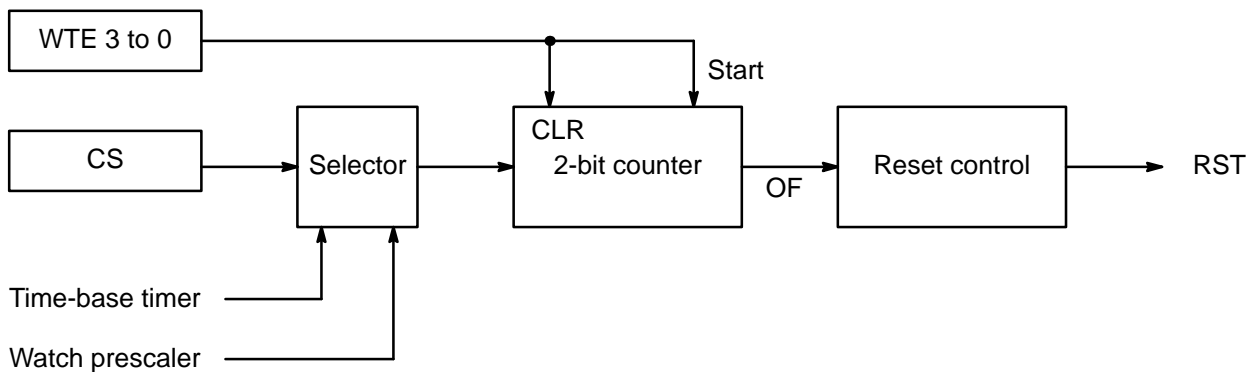 WTE 3 to 0
Start
CLR
CS
Selector
2-bit counter
OF
Reset control
RST
Time-base timer
Watch prescaler